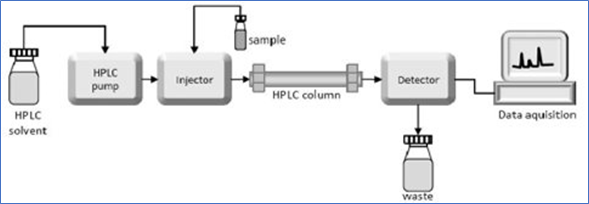 HPLC
solvent
HPLC
pump
Injector
sample
HPLC column
Detector
waste
Data aquisition